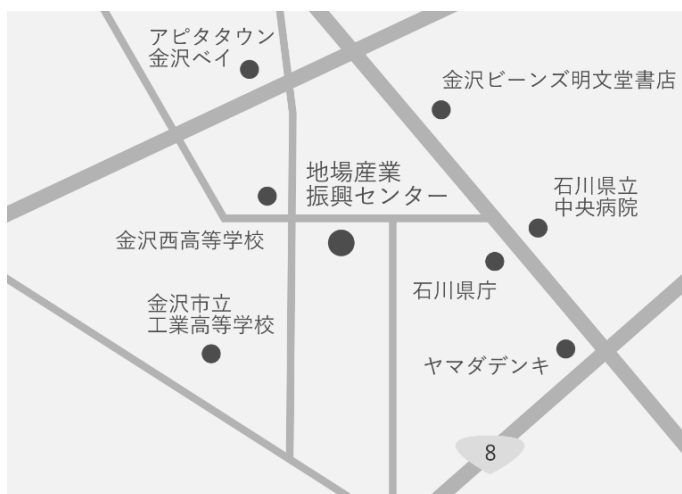 アピタタウン
金沢ベイ
金沢ビーンズ明文堂書店
地場産業
振興センター
石川県立
中央病院
金沢西高等学校
石川県庁
金沢市立
工業高等学校
ヤマダデンキ
8